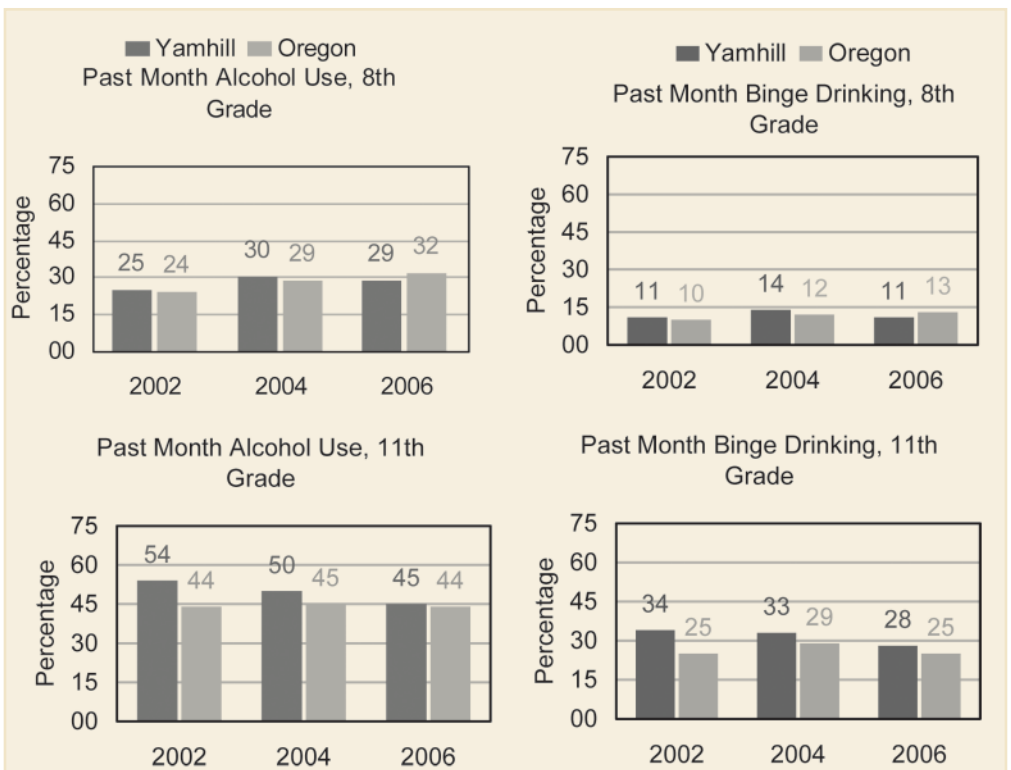 Yamhill Oregon
Past Month Alcohol Use, 8th
Grade
75
60
45
30
15
00
Percentage
25 24
30 29
29 32
2002 2004 2006
Yamhill Oregon
Past Month Binge Drinking, 8th
Grade
75
60
45
30
15
00
Percentage
11 10
14 12
11 13
2002 2004 2006
Past Month Alcohol Use, 11th
Grade
75
60
45
30
15
00
Percentage
54 44
50 45
45 44
2002 2004 2006
Past Month Binge Drinking, 11th
Grade
75
60
45
30
15
00
Percentage
34 25
33 29
28 25
2002 2004 2006